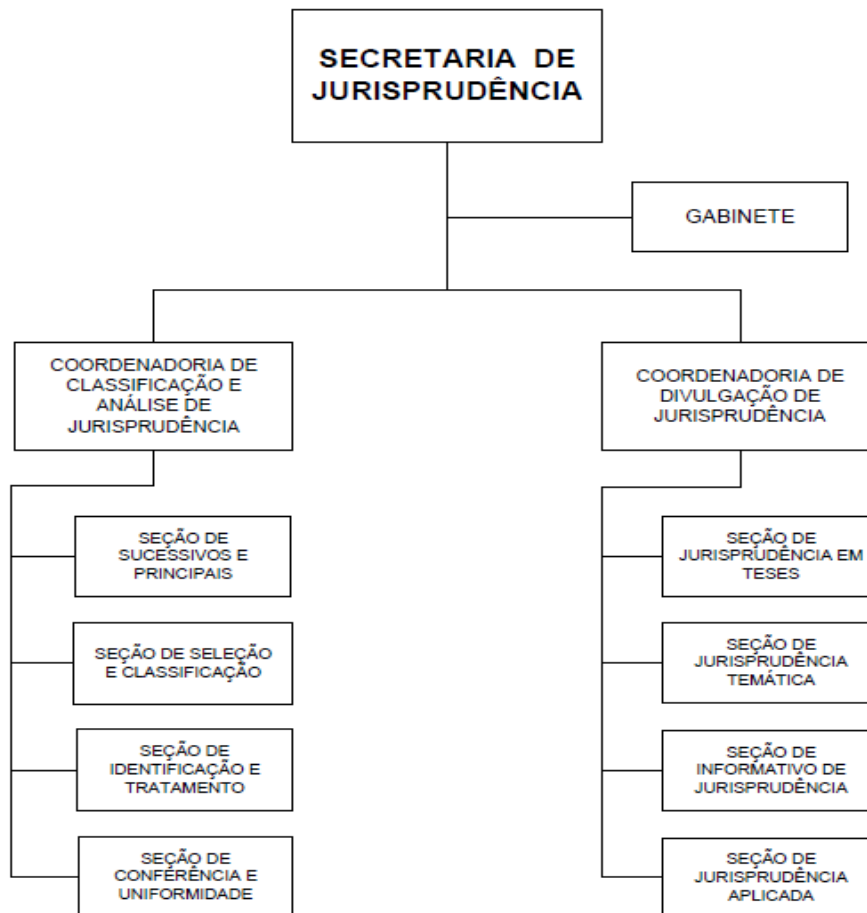 SECRETARIA DE
JURISPRUDÊNCIA
GABINETE
COORDENADORIA DE
CLASSIFICAÇÃO E
ANÁLISE DE
JURISPRUDÊNCIA
COORDENADORIA DE
DIVULGAÇÃO DE
JURISPRUDÊNCIA
SEÇÃO DE
SUCESSIVOS E
PRINCIPAIS
SEÇÃO DE SELEÇÃO
E CLASSIFICAÇÃO
SEÇÃO DE
IDENTIFICAÇÃO E
TRATAMENTO
SEÇÃO DE
CONFERÊNCIA E
UNIFORMIDADE
SEÇÃO DE
JURISPRUDÊNCIA EM
TESES
SEÇÃO DE
JURISPRUDÊNCIA
TEMÁTICA
SEÇÃO DE
INFORMATIVO DE
JURISPRUDÊNCIA
SEÇÃO DE
JURISPRUDÊNCIA
APLICADA